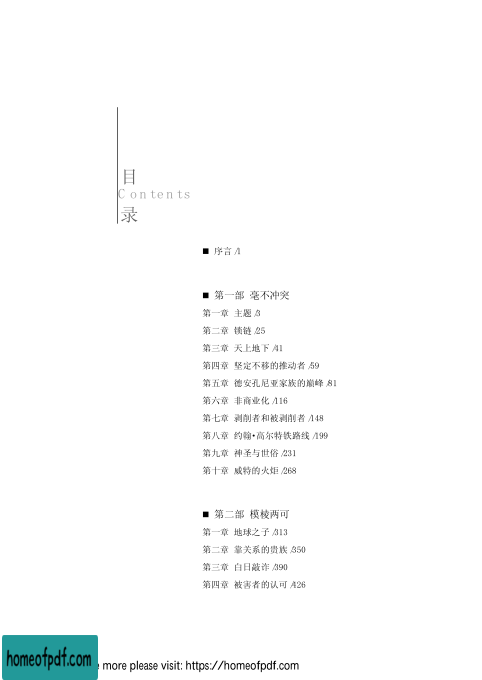 目
Contents
录
■ 序言 /1
■ 第一部 毫不冲突
第一章 主题 /3
第二章 锁链 /25
第三章 天上地下 /41
第四章 坚定不移的推动者 /59
第五章 德安孔尼亚家族的巅峰 /81
第六章 非商业化 /116
第七章 剥削者和被剥削者 /148
第八章 约翰•高尔特铁路线 /199
第九章 神圣与世俗 /231
第十章 威特的火炬 /268
■ 第二部 模棱两可
第一章 地球之子 /313
第二章 靠关系的贵族 /350
第三章 白日敲诈 /390
第四章 被害者的认可 /426
homeofpdf.com
more please visit: https://homeofpdf.com